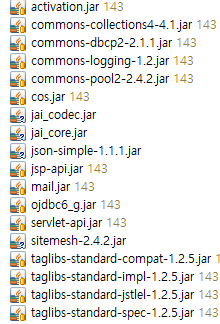 activation.jar 143
commons-collections4-4.1.jar 143
commons-dbcp2-2.1.1.jar 143
commons-logging-1.2.jar 143
commons-pool2-2.4.2.jar 143
cos.jar 143
jai_codec.jar
jai_core.jar
json-simple-1.1.1.jar
jsp-api.jar 143
mail.jar 143
ojdbc6_g.jar 143
servlet-api.jar 143
sitemesh-2.4.2.jar
taglibs-standard-compat-1.2.5.jar 1
taglibs-standard-impl-1.2.5.jar 143
taglibs-standard-jstlel-1.2.5.jar 143
taglibs-standard-spec-1.2.5.jar 143